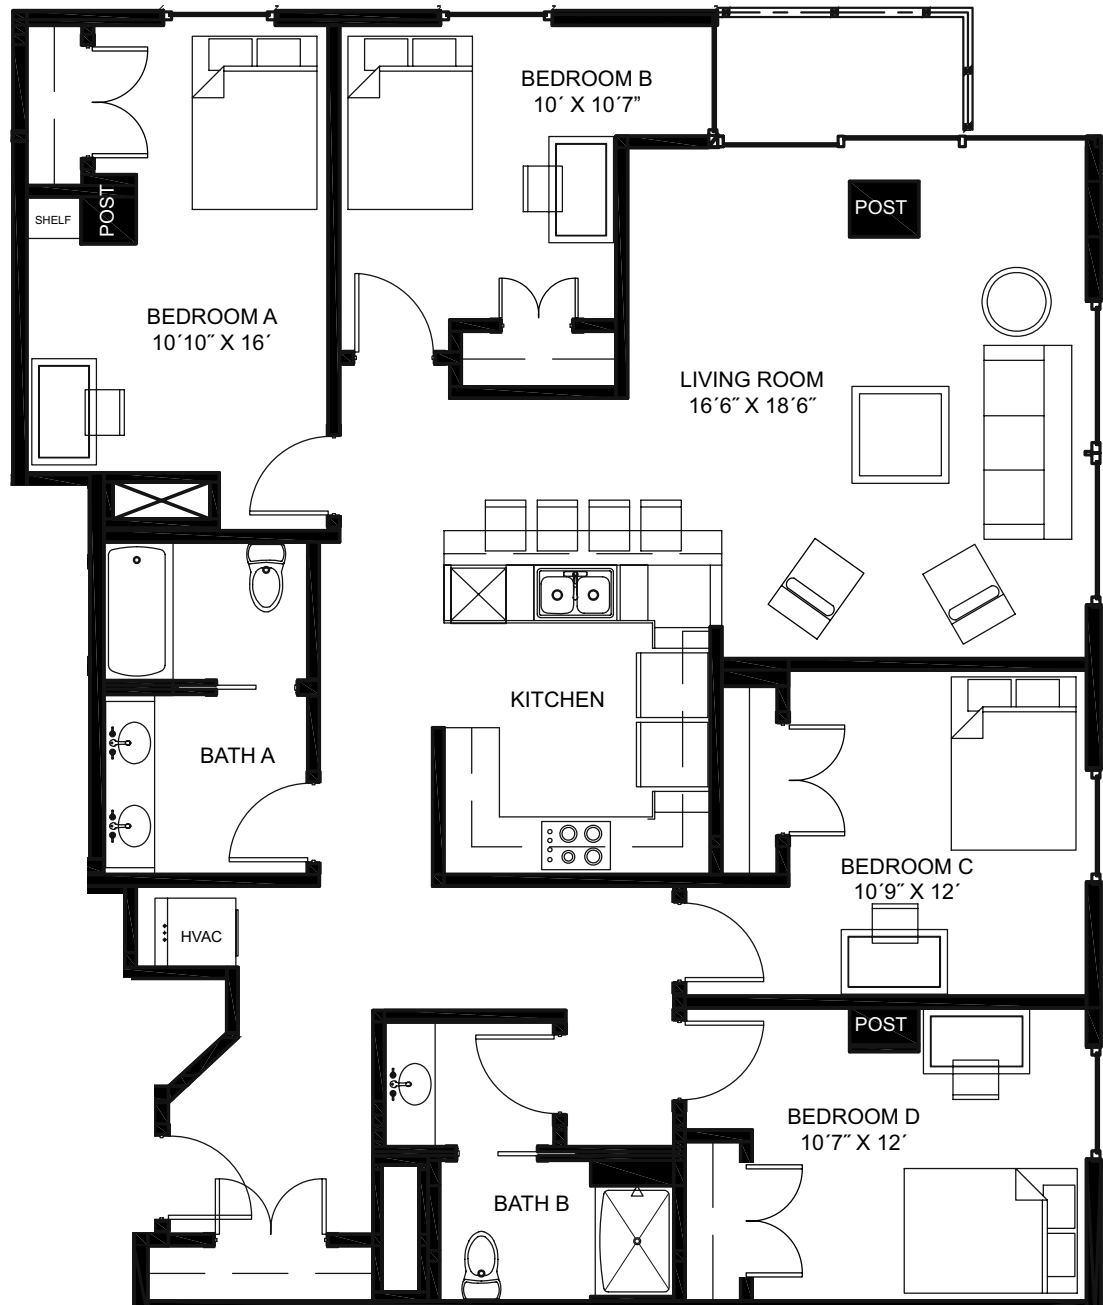 BEDROOM B
10´ X 10´7”
POST
SHELF
POST
BEDROOM A
10´10˝ X 16´
LIVING ROOM
16´6˝ X 18´6˝
KITCHEN
BATH A
BEDROOM C
10´9˝ X 12´
HVAC
POST
BEDROOM D
10´7˝ X 12´
BATH B